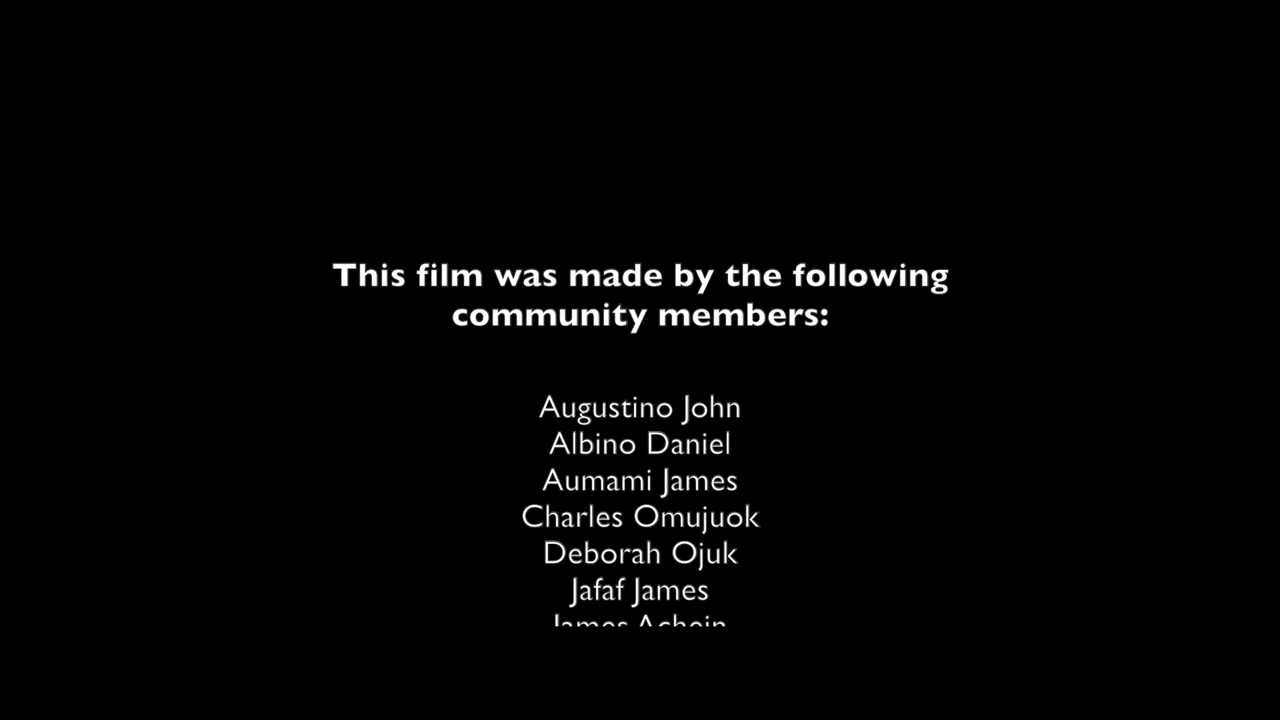 This film was made by the following
community members:
Augustino John
Albino Daniel
Aumami James
Charles Omujuok
Deborah Ojuk
Jafaf James
James